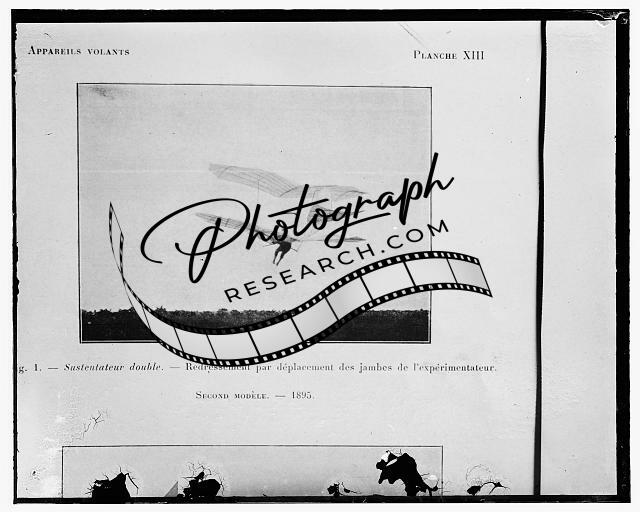 Appareils volants
Planche XIII
Photograph
RESEARCH.COM
g. 1. — Sustentateur double. — Redressement par déplacement des jambes de l'expérimentateur.
Second modèle. — 1895.